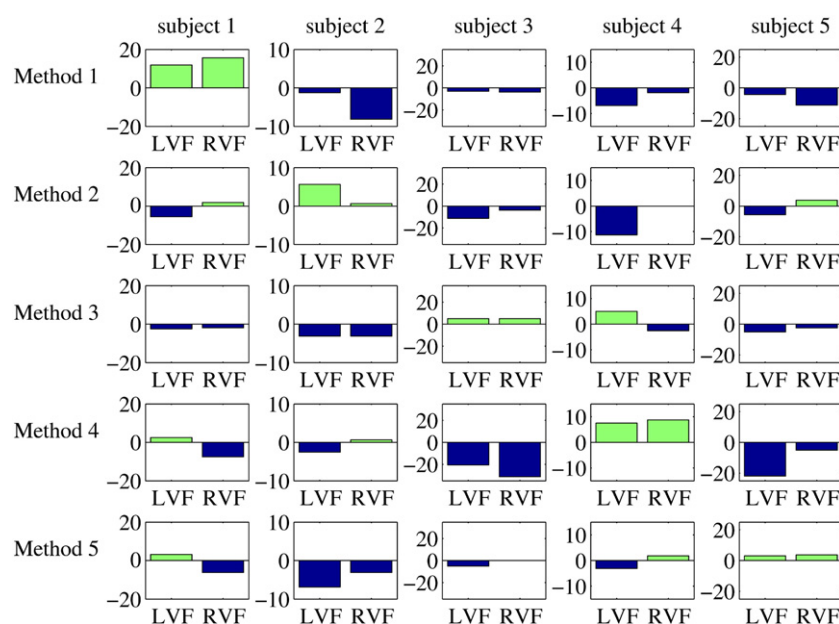 subject 1 subject 2 subject 3 subject 4 subject 5
Method 1
20 0 −20 LVF RVF
10 0 −10 LVF RVF
20 0 −20 LVF RVF
10 0 −10 LVF RVF
20 0 −20 LVF RVF
Method 2
20 0 −20 LVF RVF
10 0 −10 LVF RVF
20 0 −20 LVF RVF
10 0 −10 LVF RVF
20 0 −20 LVF RVF
Method 3
20 0 −20 LVF RVF
10 0 −10 LVF RVF
20 0 −20 LVF RVF
10 0 −10 LVF RVF
20 0 −20 LVF RVF
Method 4
20 0 −20 LVF RVF
10 0 −10 LVF RVF
20 0 −20 LVF RVF
10 0 −10 LVF RVF
20 0 −20 LVF RVF
Method 5
20 0 −20 LVF RVF
10 0 −10 LVF RVF
20 0 −20 LVF RVF
10 0 −10 LVF RVF
20 0 −20 LVF RVF